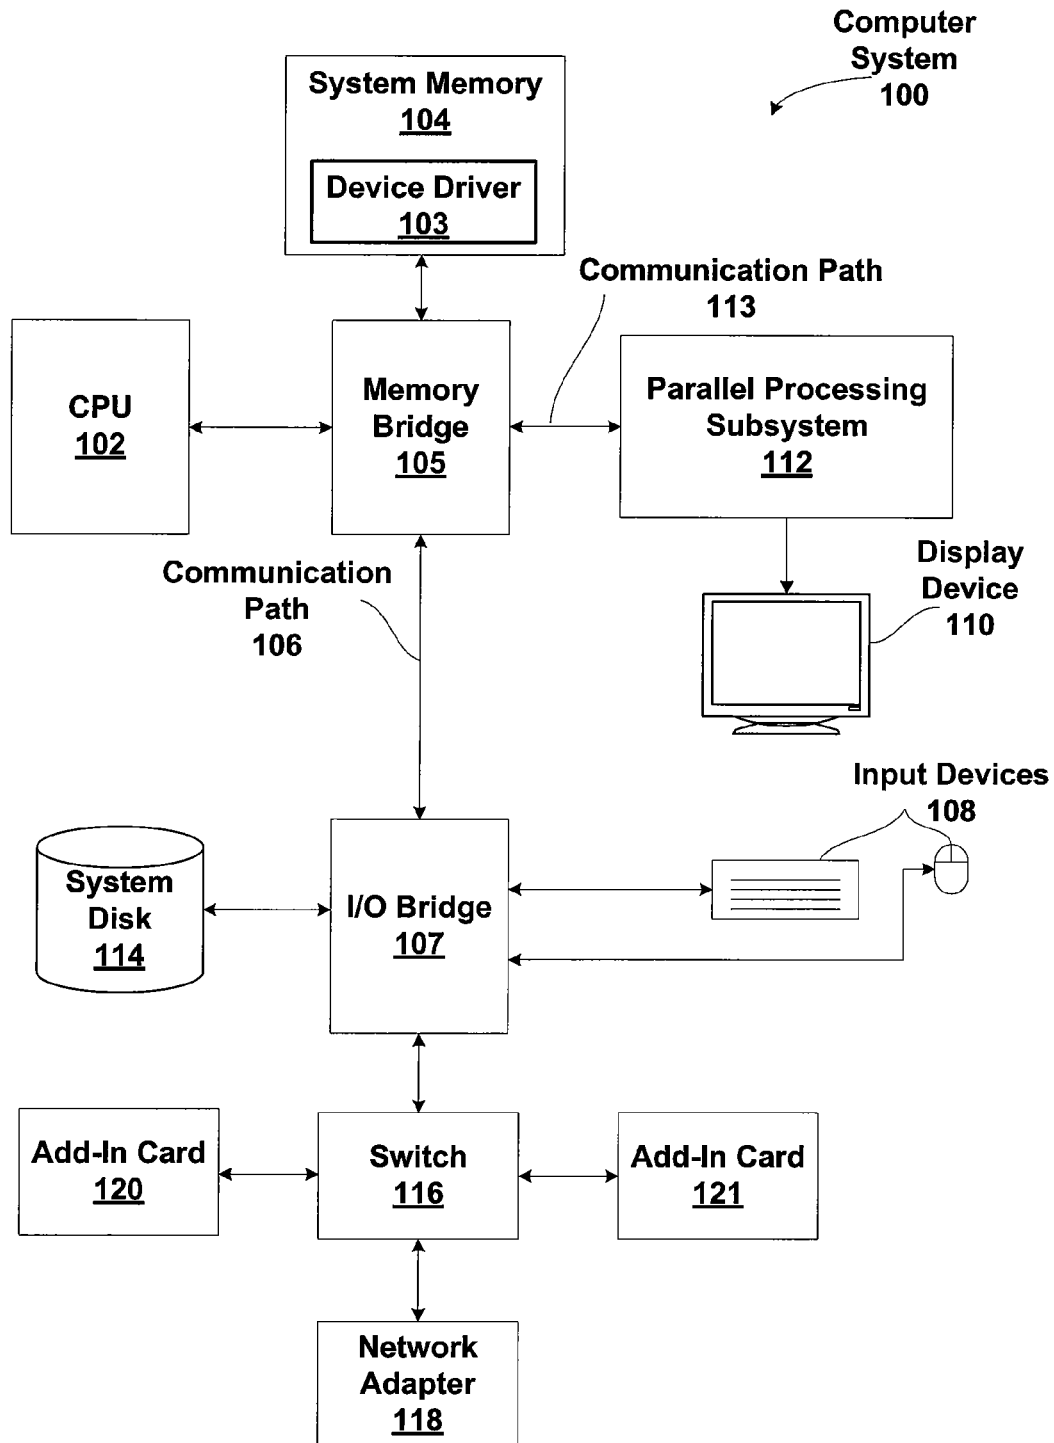 Computer
System
100
System Memory
104
Device Driver
103
Communication Path
113
CPU
102
Memory
Bridge
105
Parallel Processing
Subsystem
112
Communication
Path
106
Display
Device
110
Input Devices
108
System
Disk
114
I/O Bridge
107
Add-In Card
120
Switch
116
Add-In Card
121
Network
Adapter
118